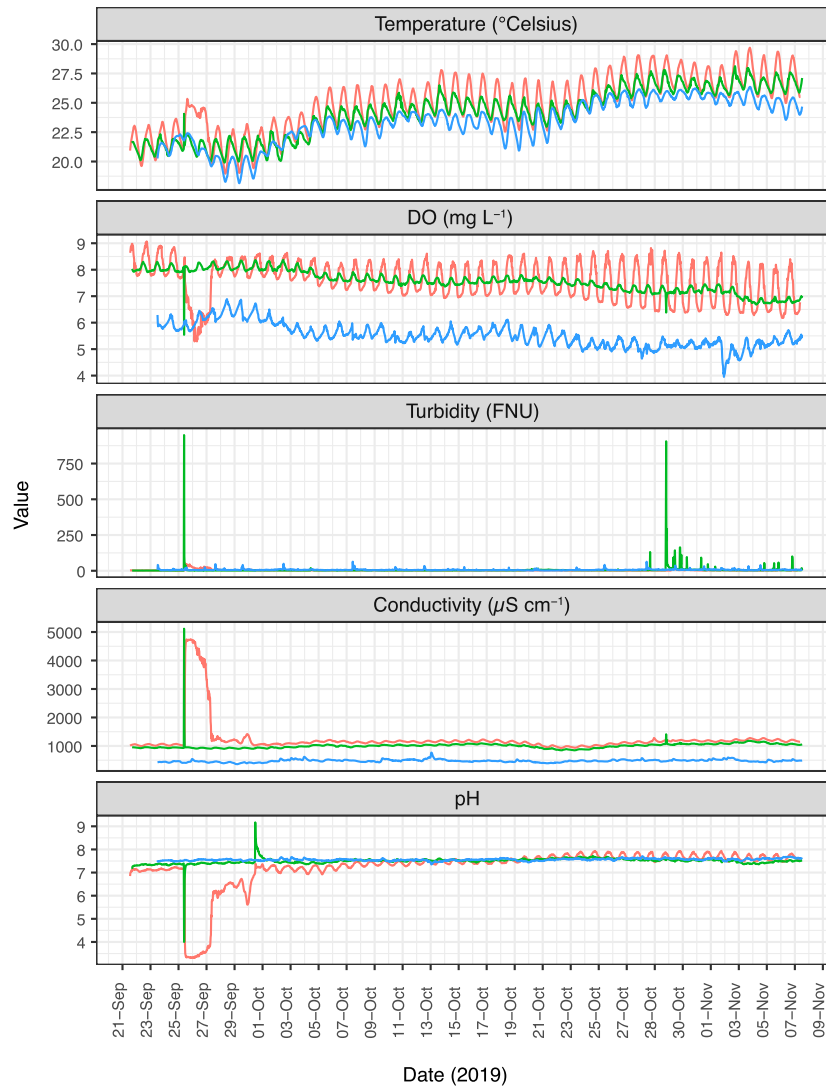 Temperature (°Celsius)
30.0
27.5
25.0
22.5
20.0
DO (mg L⁻¹)
9
8
7
6
5
4
Turbidity (FNU)
750
500
250
0
Value
Conductivity (µS cm⁻¹)
5000
4000
3000
2000
1000
pH
9
8
7
6
5
4
21–Sep
23–Sep
25–Sep
27–Sep
29–Sep
01–Oct
03–Oct
05–Oct
07–Oct
09–Oct
11–Oct
13–Oct
15–Oct
17–Oct
19–Oct
20–Oct
22–Oct
24–Oct
26–Oct
28–Oct
30–Oct
01–Nov
03–Nov
05–Nov
07–Nov
09–Nov
Date (2019)